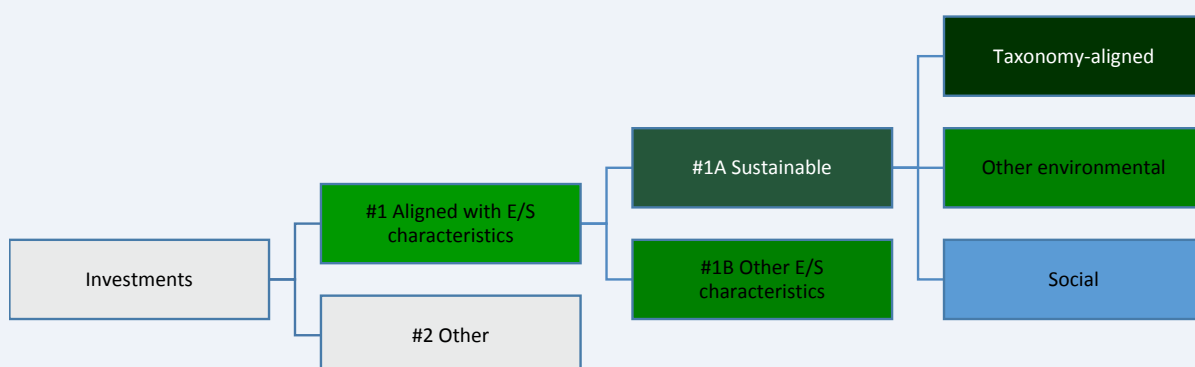 Taxonomy-aligned
#1A Sustainable
Other environmental
#1 Aligned with E/S
characteristics
Investments
#1B Other E/S
characteristics
Social
#2 Other